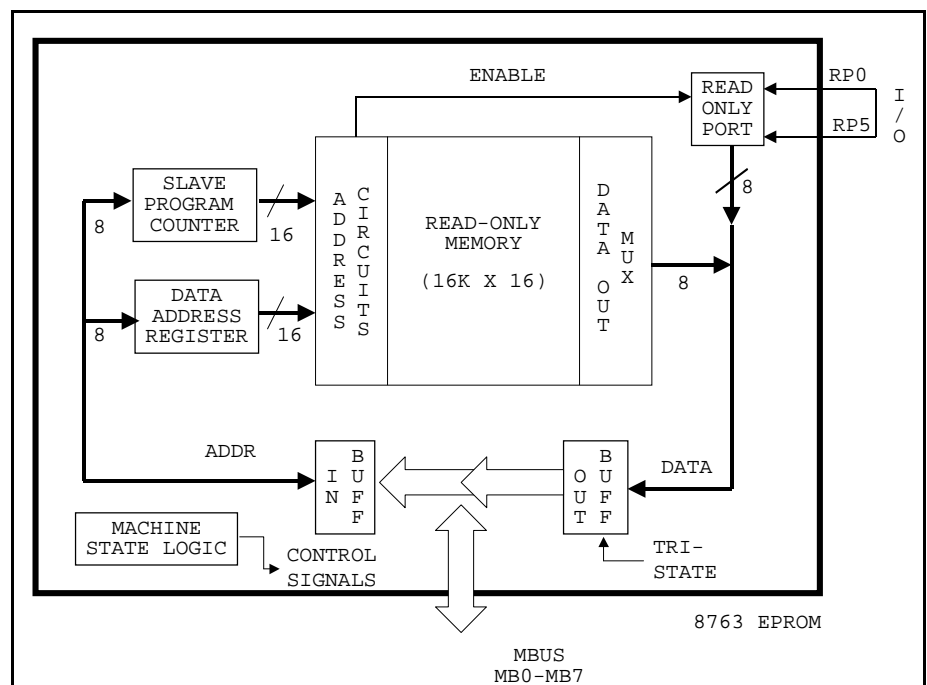 ENABLE
READ
ONLY
PORT
RP0
RP5
I/O
8
SLAVE
PROGRAM
COUNTER
8
16
DATA
ADDRESS
REGISTER
8
16
ADDRESS
CIRCUITS
READ-ONLY
MEMORY
(16K X 16)
DATA OUT
MUX
8
ADDR
IN
BUFF
OUT
BUFF
DATA
MACHINE
STATE LOGIC
CONTROL
SIGNALS
TRI-
STATE
8763 EPROM
MBUS
MB0-MB7